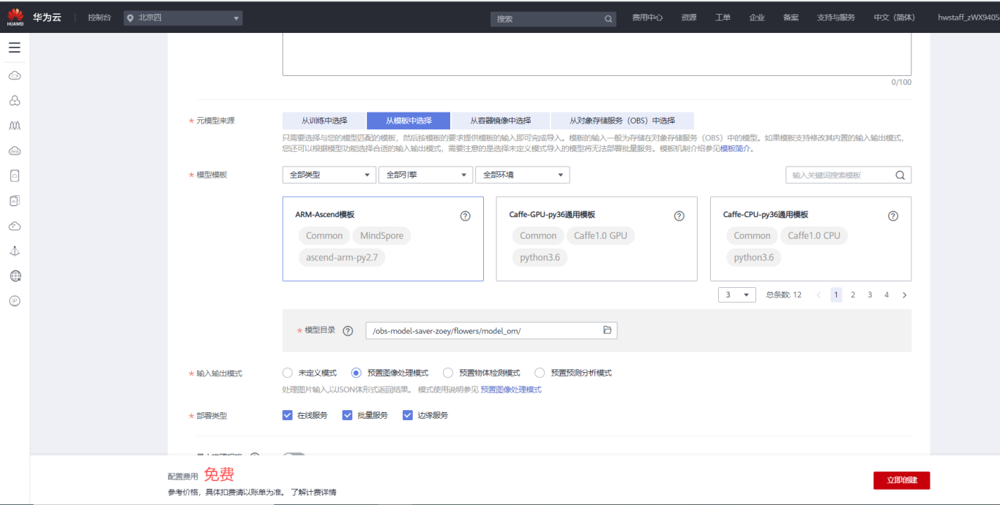 HUAWEI 华为云 控制台 北京四 搜索 费用中心 资源 工单 企业 备案 支持与服务 中文（简体） hwstaff_zWX9405
0/100
* 元模型来源 从训练中选择 从模板中选择 从容器镜像中选择 从对象存储服务（OBS）中选择
只需要选择与您的模型匹配的模板，然后按模板的要求提供模板的输入即可完成导入。模板的输入一般为存储在对象存储服务（OBS）中的模型。如果模板支持修改其内置的输入输出模式，
您还可以根据模型功能选择合适的输入输出模式，需要注意的是选择未定义模式导入的模型将无法部署批量服务。模板机制介绍参见模板简介。
* 模型模板 全部类型 全部引擎 全部环境 输入关键词搜索模板
ARM-Ascend模板 ? Caffe-GPU-py36通用模板 ? Caffe-CPU-py36通用模板 ?
Common MindSpore Common Caffe1.0 GPU Common Caffe1.0 CPU
ascend-arm-py2.7 python3.6 python3.6
3 总条数: 12 < 1 2 3 4 >
* 模型目录 ? /obs-model-saver-zoey/flowers/model_om/
* 输入输出模式 未定义模式 预置图像处理模式 预置物体检测模式 预置预测分析模式
处理图片输入,以JSON体形式返回结果。 模式使用说明参见 预置图像处理模式
* 部署类型 在线服务 批量服务 边缘服务
配置费用 免费
参考价格，具体扣费请以账单为准。 了解计费详情
立即创建